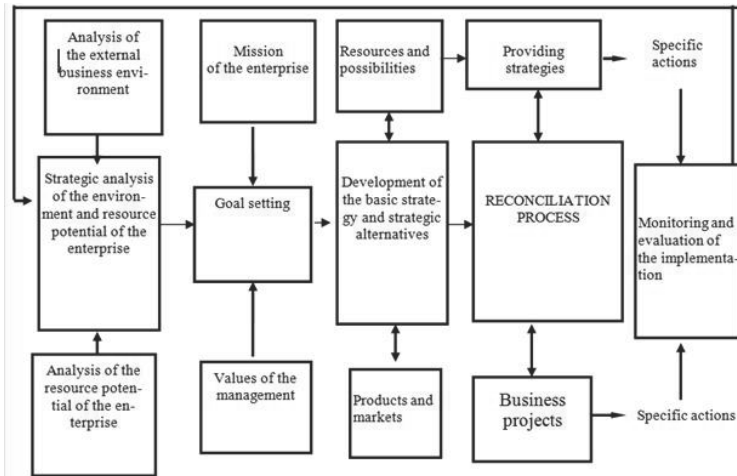 Analysis of
the external
business envi-
ronment
Mission
of the enterprise
Resources and
possibilities
Providing
strategies
Specific
actions
Strategic analysis
of the environ-
ment and resource
potential of the
enterprise
Goal setting
Development of
the basic strate-
gy and strategic
alternatives
RECONCILIATION
PROCESS
Monitoring and
evaluation of
the implementa-
tion
Analysis of the
resource poten-
tial of the en-
terprise
Values of the
management
Products and
markets
Business
projects
Specific actions